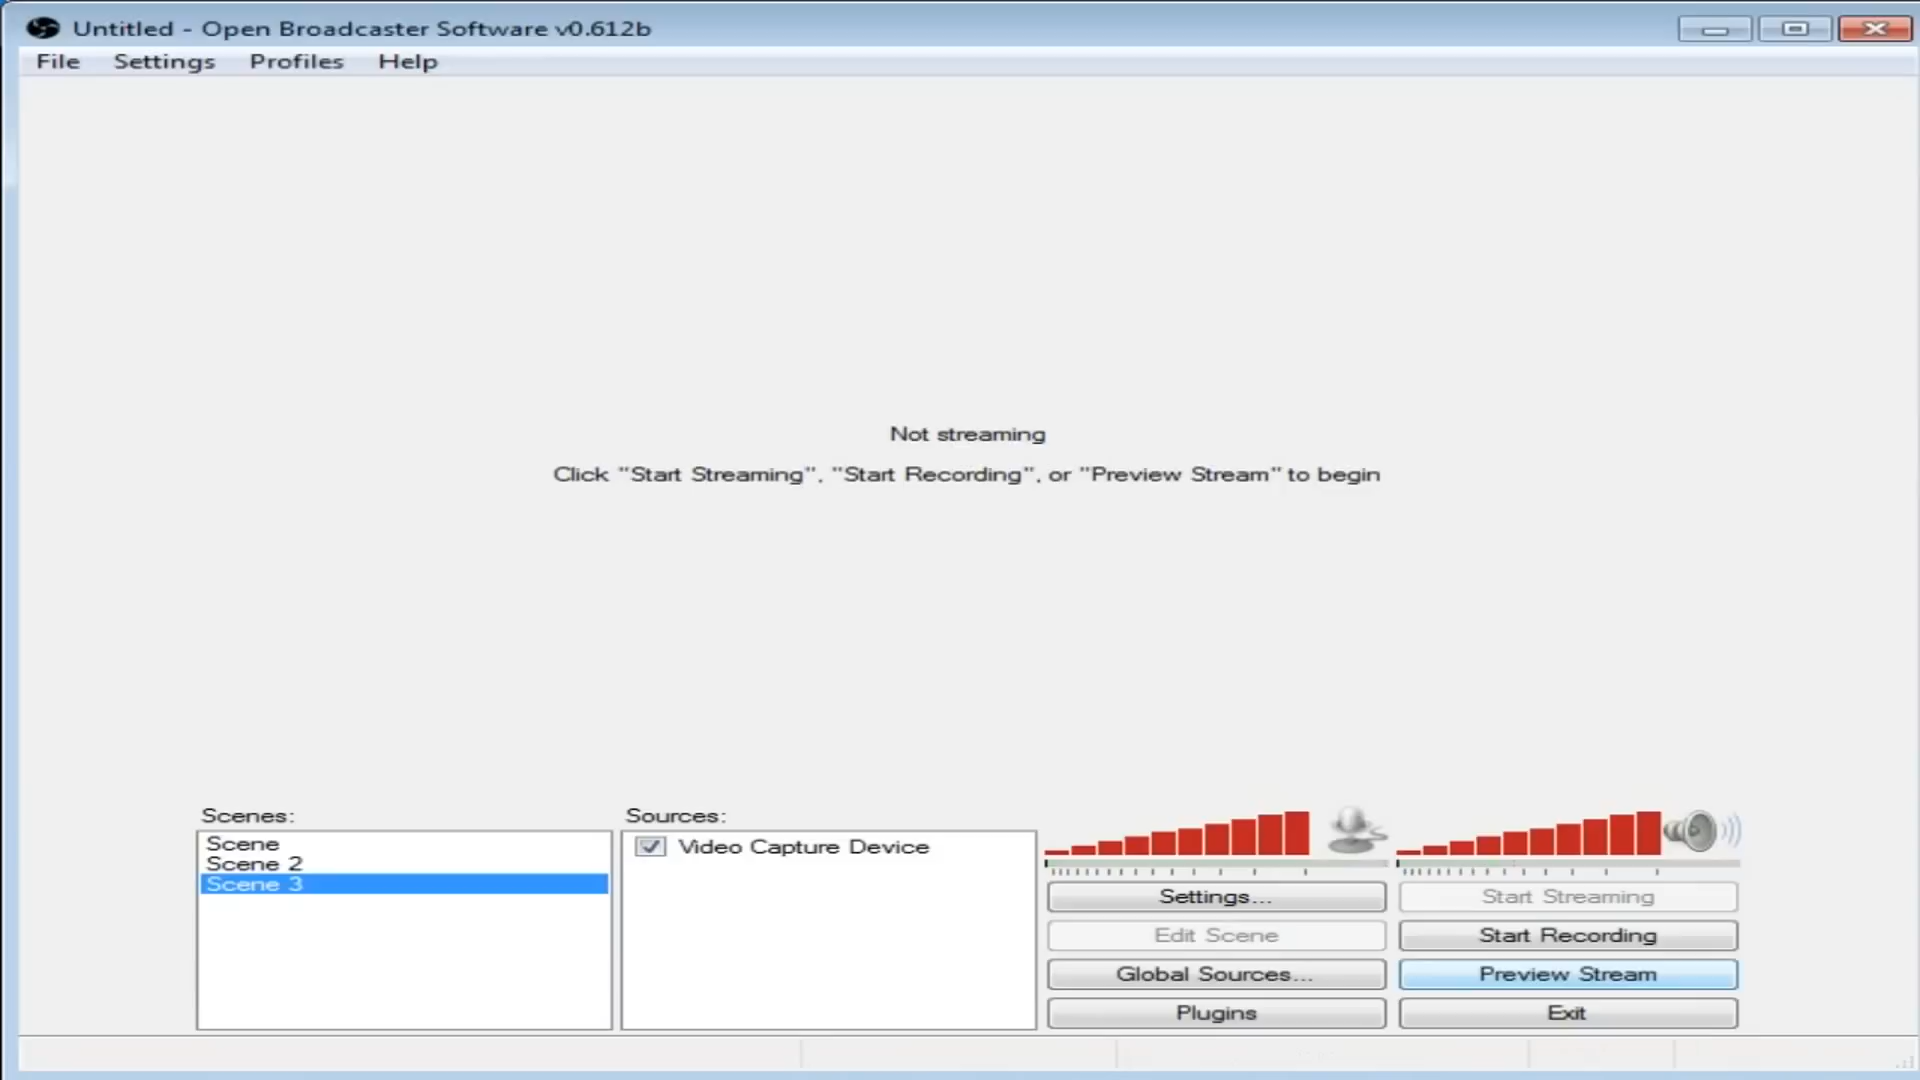 Untitled - Open Broadcaster Software v0.612b
File Settings Profiles Help
Not streaming
Click "Start Streaming", "Start Recording", or "Preview Stream" to begin
Scenes:
Scene
Scene 2
Scene 3
Sources:
Video Capture Device
Settings...
Start Streaming
Edit Scene
Start Recording
Global Sources...
Preview Stream
Plugins
Exit